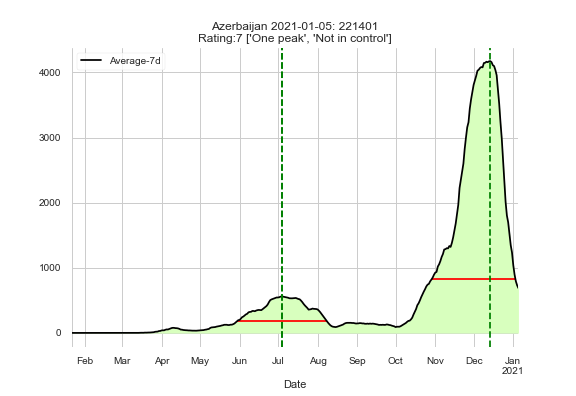 Azerbaijan 2021-01-05: 221401
Rating:7 ['One peak', 'Not in control']
Average-7d
4000
3000
2000
1000
0
Feb Mar Apr May Jun Jul Aug Sep Oct Nov Dec Jan
2021
Date